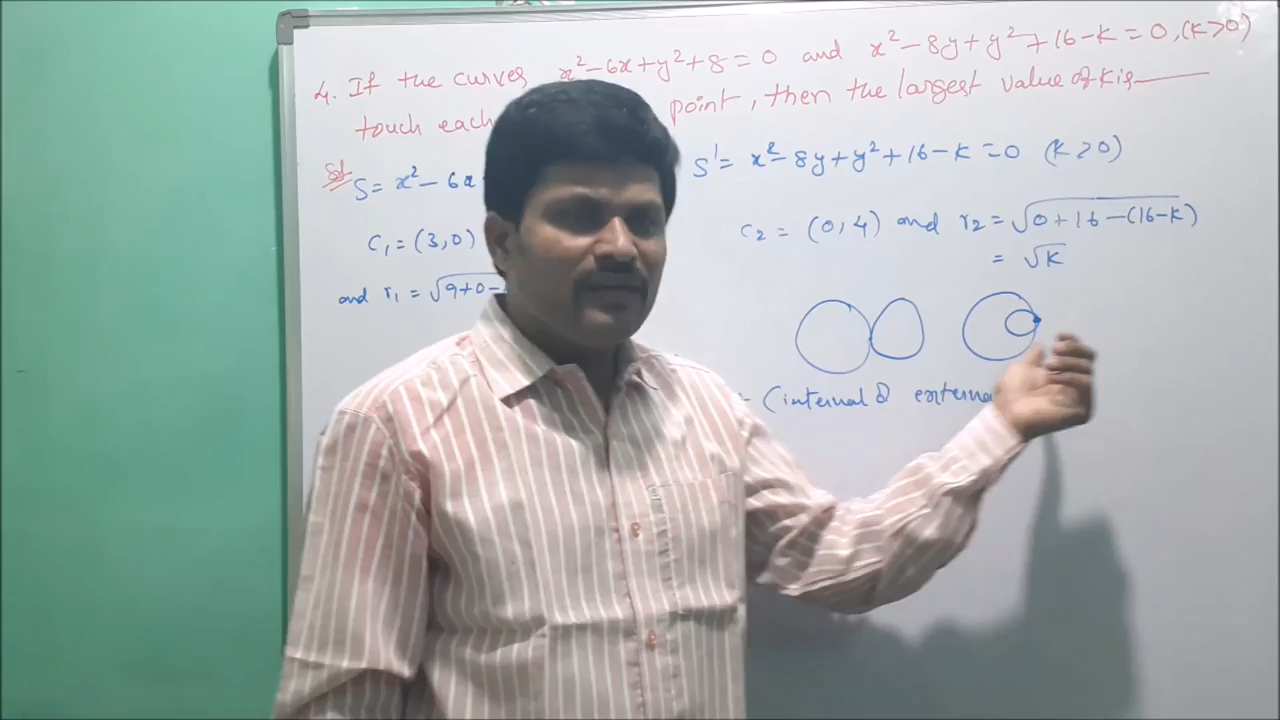 4. If the curves x² - 6x + y² + 8 = 0 and x² - 8y + y² + 16 - k = 0, (k > 0)
touch each point, then the largest value of k is ____
Sol S = x² - 6x S' = x² - 8y + y² + 16 - k = 0 (k > 0)
C₁ = (3, 0) C₂ = (0, 4) and r₂ = √0 + 16 - (16 - k)
and r₁ = √9 + 0 - = √k
(internal & externa